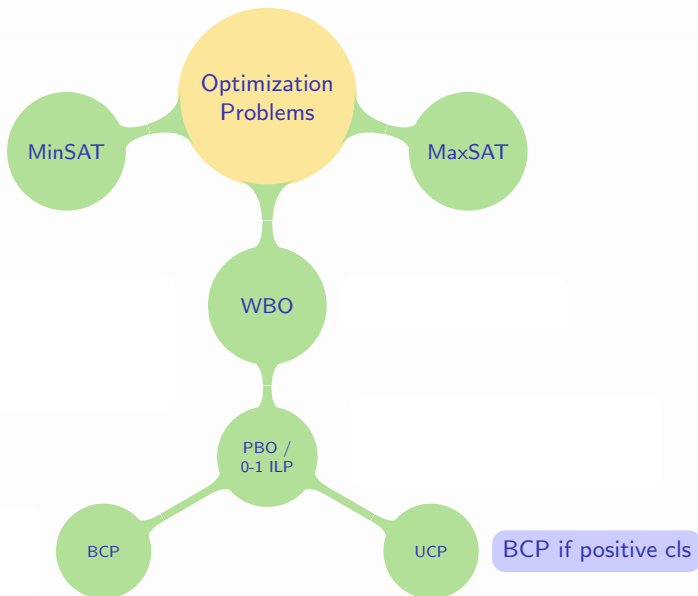 Optimization
Problems
MinSAT
MaxSAT
WBO
PBO /
0-1 ILP
BCP
UCP
BCP if positive cls